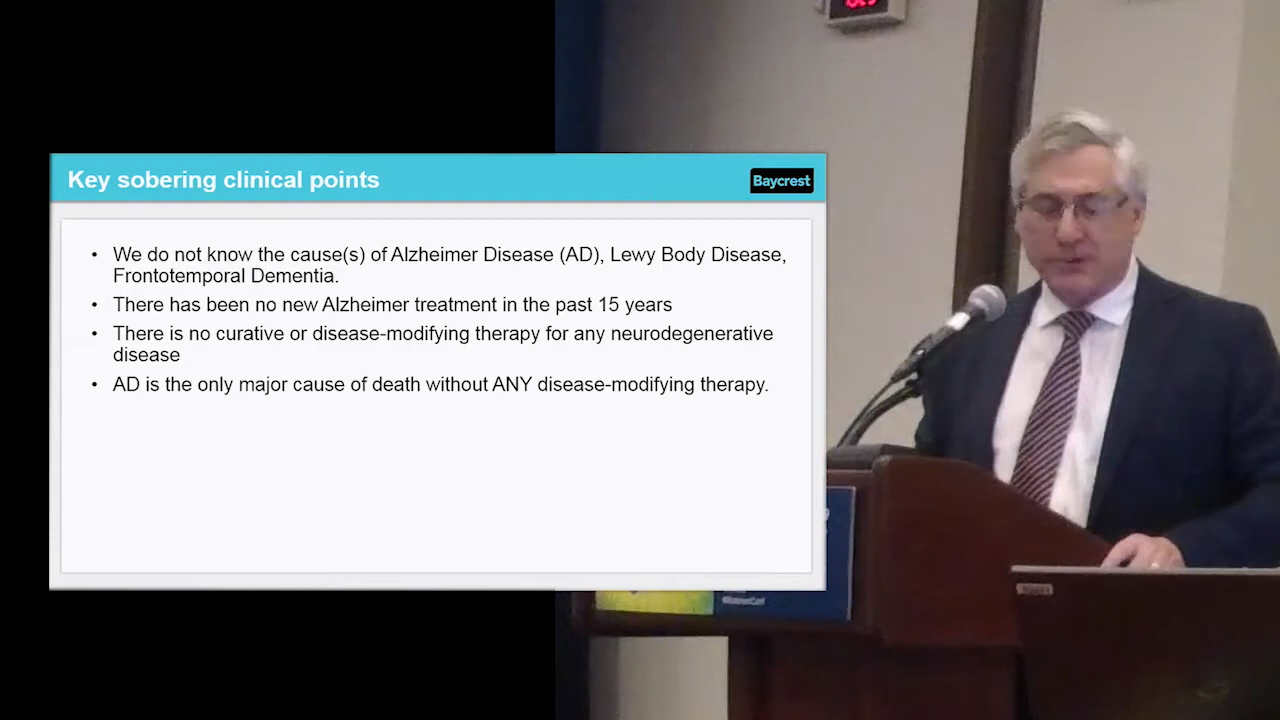 Key sobering clinical points
Baycrest
• We do not know the cause(s) of Alzheimer Disease (AD), Lewy Body Disease,
Frontotemporal Dementia.
• There has been no new Alzheimer treatment in the past 15 years
• There is no curative or disease-modifying therapy for any neurodegenerative
disease
• AD is the only major cause of death without ANY disease-modifying therapy.